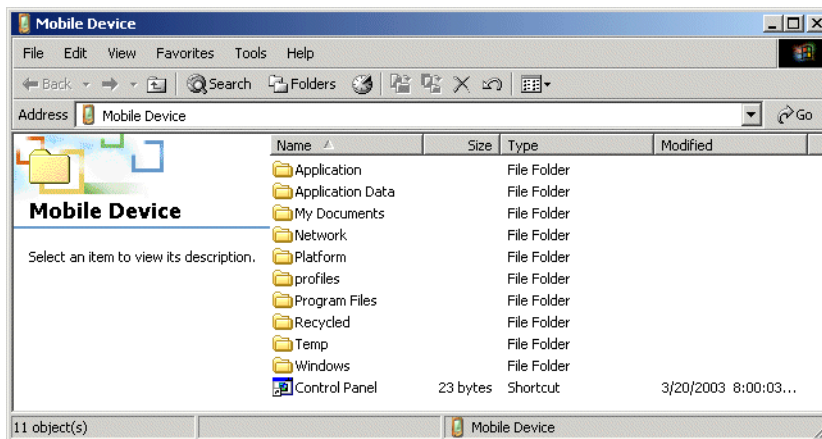 Mobile Device
File Edit View Favorites Tools Help
Back Search Folders
Address Mobile Device Go
Name Size Type Modified
Application File Folder
Application Data File Folder
My Documents File Folder
Network File Folder
Platform File Folder
profiles File Folder
Program Files File Folder
Recycled File Folder
Temp File Folder
Windows File Folder
Control Panel 23 bytes Shortcut 3/20/2003 8:00:03...
Mobile Device
Select an item to view its description.
11 object(s) Mobile Device